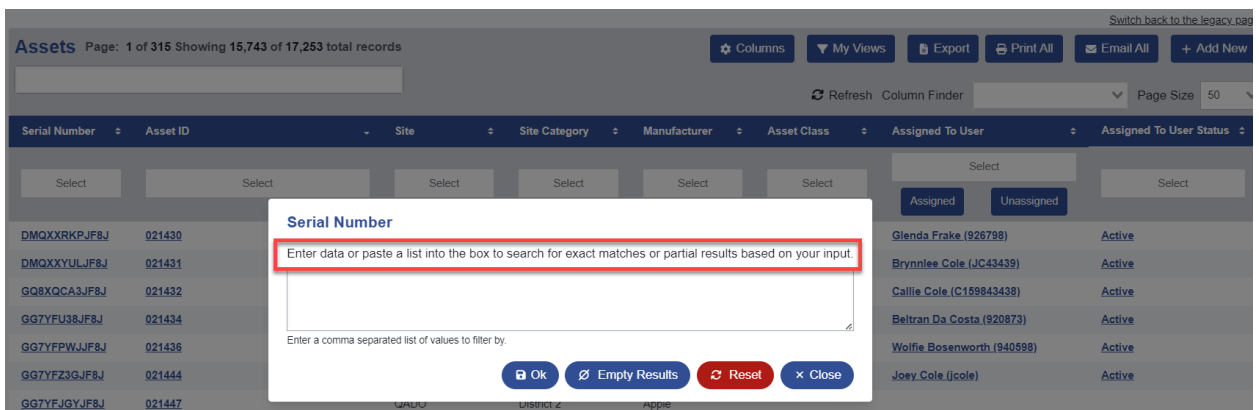 Switch back to the legacy pag
Assets Page: 1 of 315 Showing 15,743 of 17,253 total records
Columns My Views Export Print All Email All + Add New
Refresh Column Finder Page Size 50
Serial Number Asset ID Site Site Category Manufacturer Asset Class Assigned To User Assigned To User Status
Select
Select Select Select Select Select Select Select
Assigned Unassigned
Serial Number
DMQXXRKPJF8J 021430 Glenda Frake (926798) Active
Enter data or paste a list into the box to search for exact matches or partial results based on your input.
DMQXXYULJF8J 021431 Brynnlee Cole (JC43439) Active
GQ8XQCA3JF8J 021432 Callie Cole (C159843438) Active
GG7YFU38JF8J 021434 Beltran Da Costa (920873) Active
Enter a comma separated list of values to filter by.
GG7YFPWJJF8J 021436 Wolfie Bosenworth (940598) Active
GG7YFZ3GJF8J 021444 Ok Empty Results Reset × Close Joey Cole (jcole) Active
GG7YFJGYJF8J 021447 QADO District 2 Apple